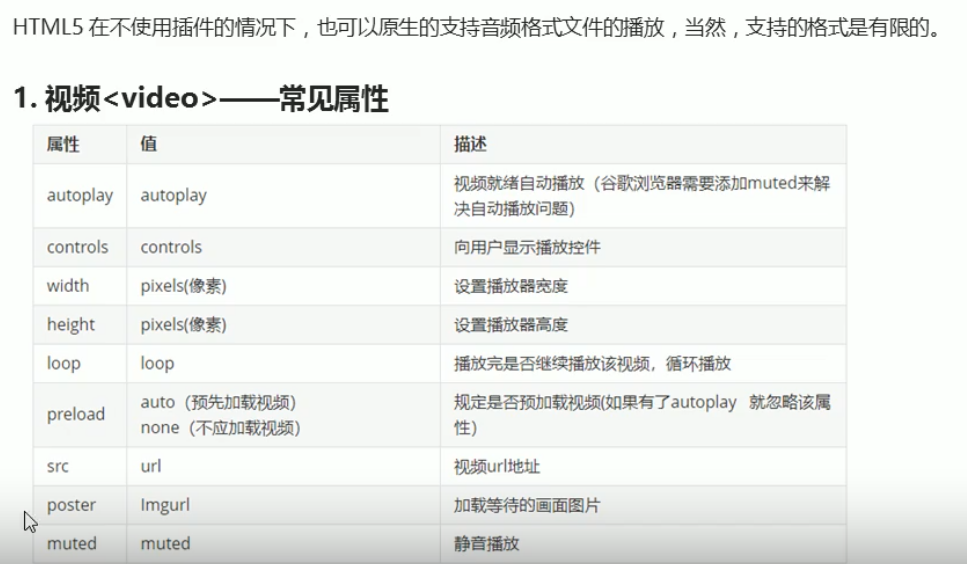 HTML5 在不使用插件的情况下，也可以原生的支持音频格式文件的播放，当然，支持的格式是有限的。
1. 视频<video>——常见属性
属性 值 描述
autoplay autoplay 视频就绪自动播放（谷歌浏览器需要添加muted来解
决自动播放问题）
controls controls 向用户显示播放控件
width pixels(像素) 设置播放器宽度
height pixels(像素) 设置播放器高度
loop loop 播放完是否继续播放该视频，循环播放
preload auto（预先加载视频）
none（不应加载视频） 规定是否预加载视频(如果有了autoplay 就忽略该属
性）
src url 视频url地址
poster Imgurl 加载等待的画面图片
muted muted 静音播放